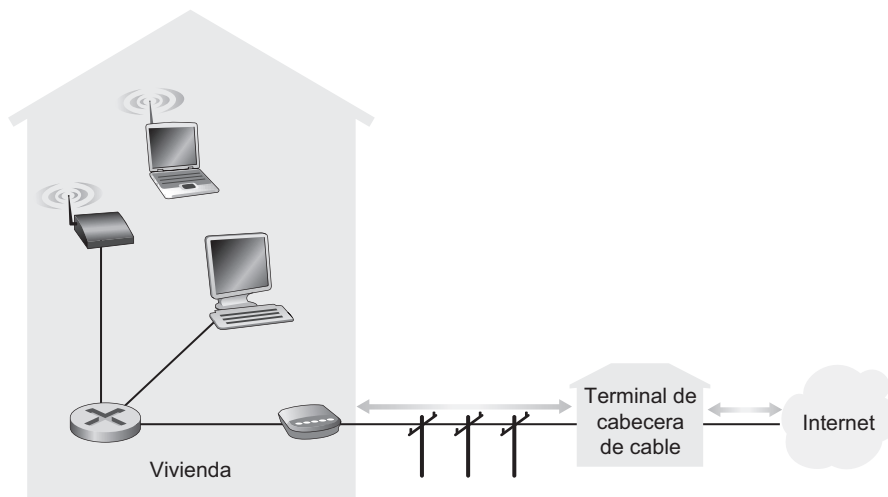 Terminal de
cabecera
de cable
Internet
Vivienda